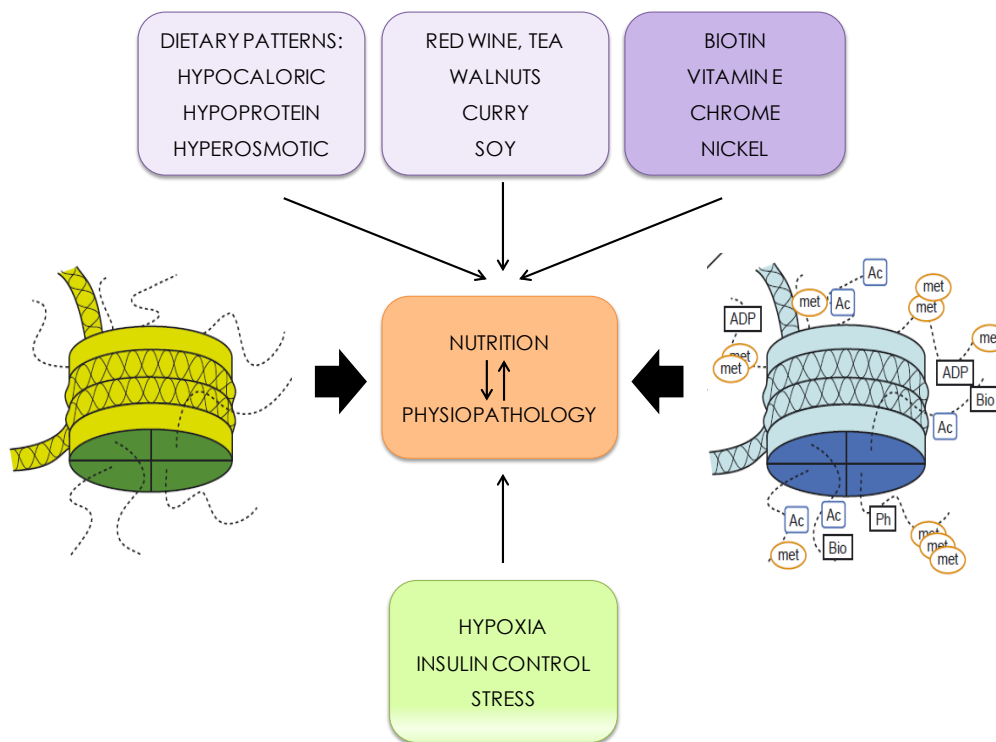 DIETARY PATTERNS:
HYPOCALORIC
HYPOPROTEIN
HYPEROSMOTIC
RED WINE, TEA
WALNUTS
CURRY
SOY
BIOTIN
VITAMIN E
CHROME
NICKEL
NUTRITION
PHYSIOPATHOLOGY
HYPOXIA
INSULIN CONTROL
STRESS
Ac
met
Ac
met
met
ADP
met
met
met
ADP
Bio
Ac
Ac
Ac
Ph
met
Bio
met
met
met